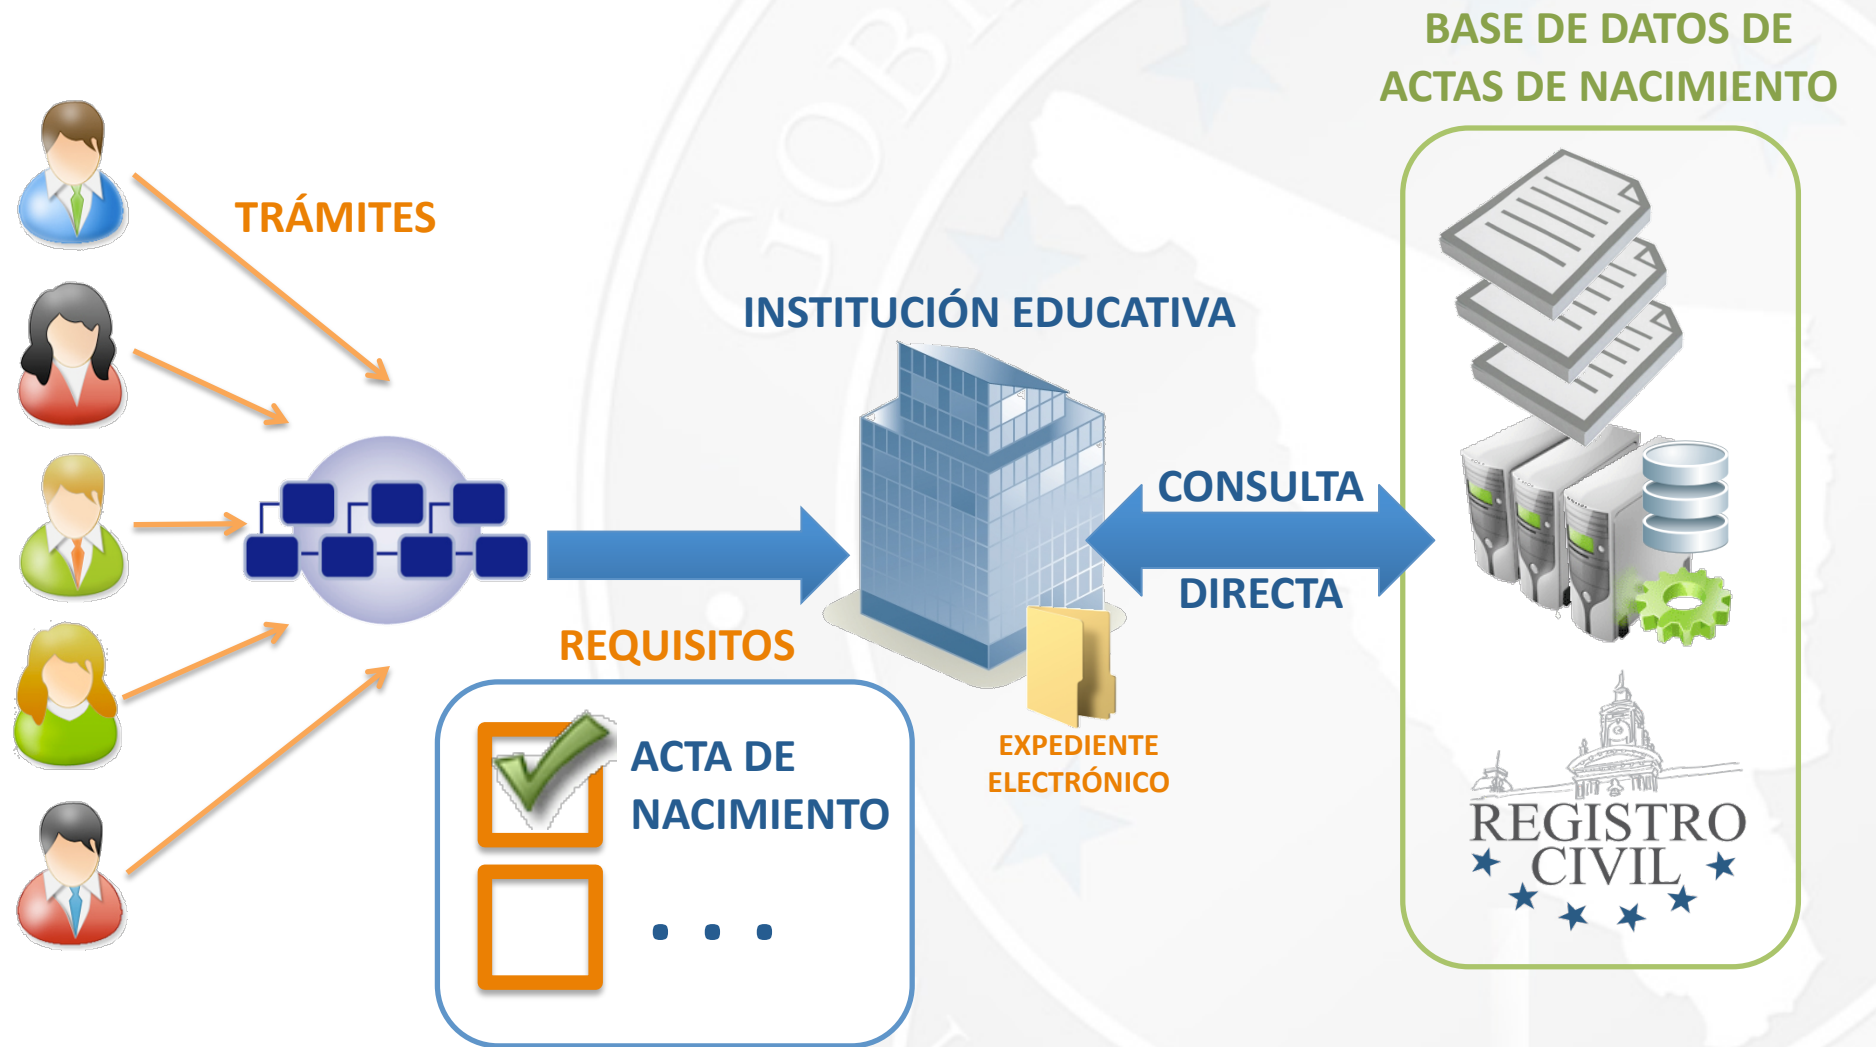 BASE DE DATOS DE
ACTAS DE NACIMIENTO
TRÁMITES
INSTITUCIÓN EDUCATIVA
CONSULTA
DIRECTA
REQUISITOS
ACTA DE
NACIMIENTO
. . .
EXPEDIENTE
ELECTRÓNICO
REGISTRO
CIVIL